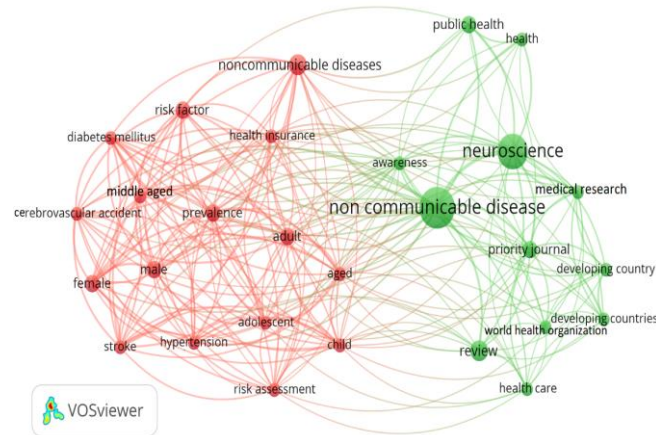 public health
health
noncommunicable diseases
risk factor
diabetes mellitus
health insurance
neuroscience
awareness
middle aged
medical research
cerebrovascular accident
prevalence
non communicable disease
adult
priority journal
male
aged
developing country
female
adolescent
developing countries
world health organization
stroke
hypertension
child
review
risk assessment
health care
VOSviewer